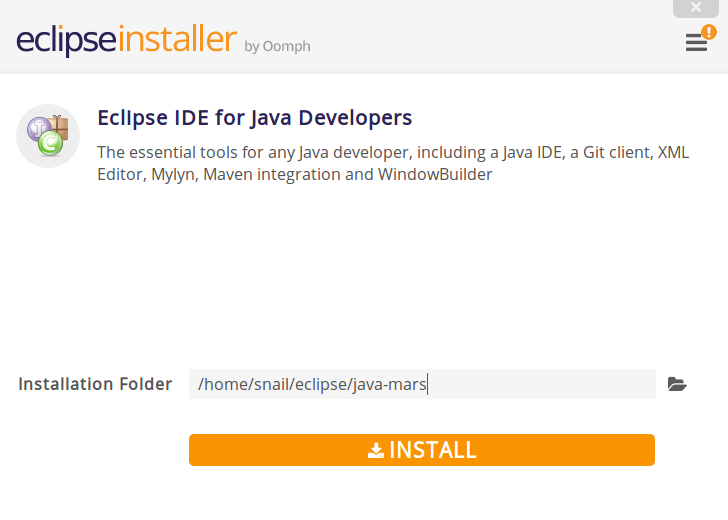 eclipseinstaller by Oomph
Eclipse IDE for Java Developers
The essential tools for any Java developer, including a Java IDE, a Git client, XML
Editor, Mylyn, Maven integration and WindowBuilder
Installation Folder /home/snail/eclipse/java-mars
INSTALL